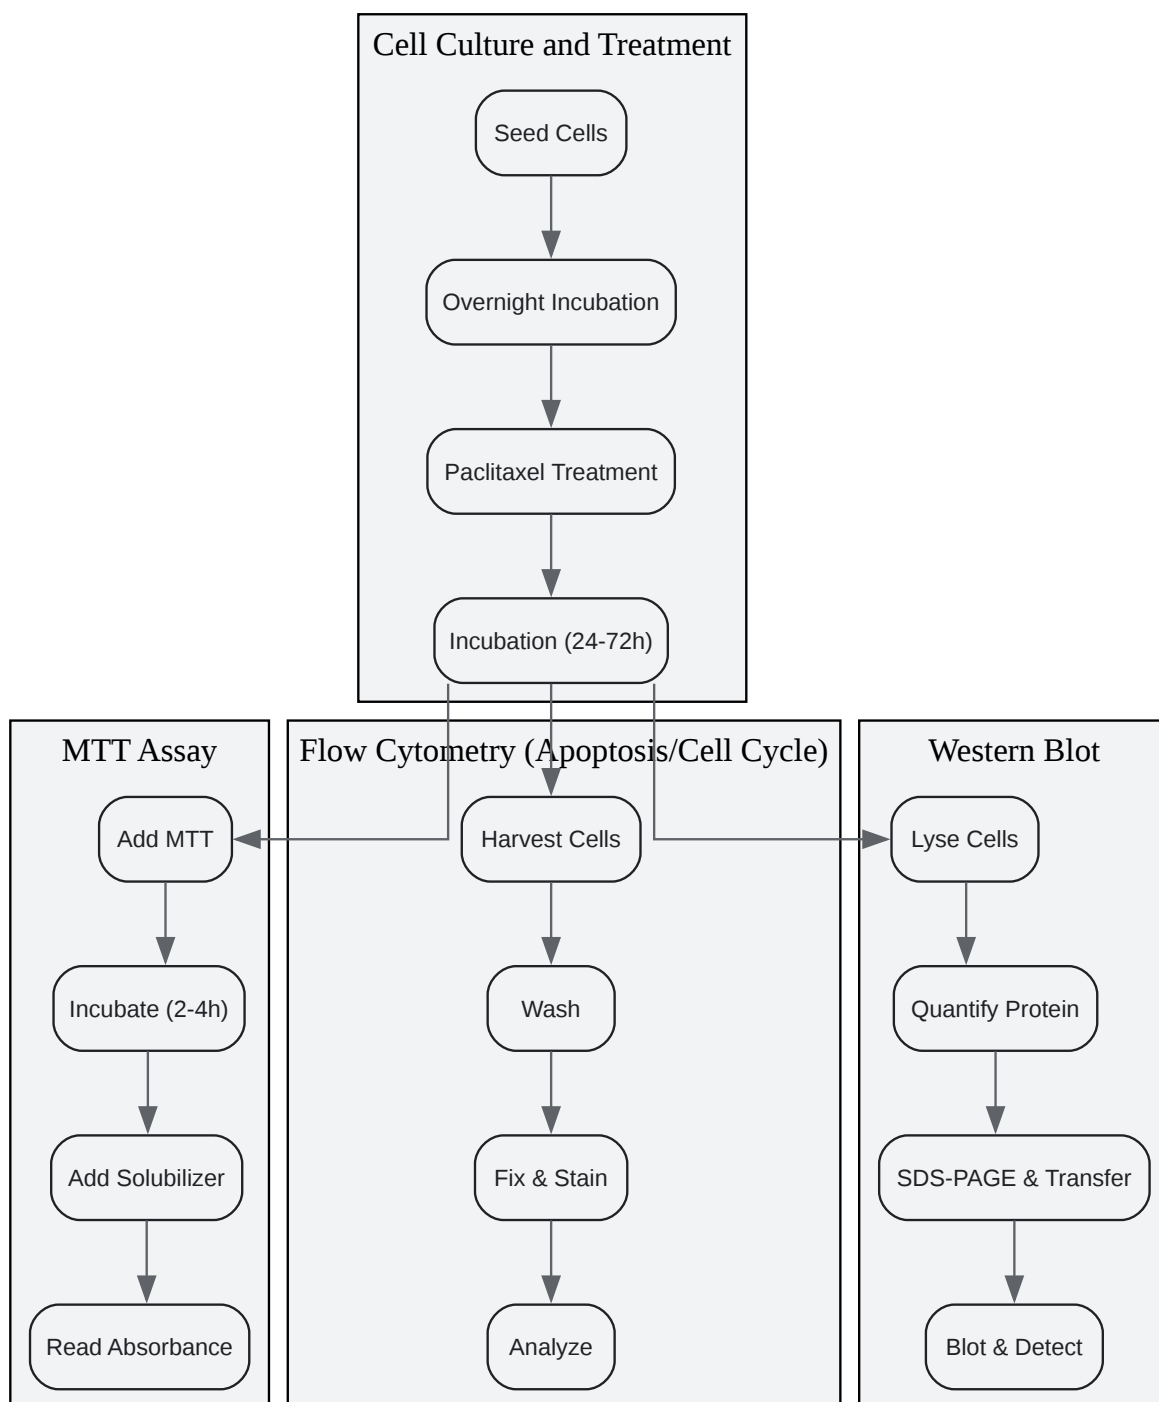 Cell Culture and Treatment
Seed Cells
Overnight Incubation
Paclitaxel Treatment
Incubation (24-72h)
MTT Assay
Add MTT
Incubate (2-4h)
Add Solubilizer
Read Absorbance
Flow Cytometry (Apoptosis/Cell Cycle)
Harvest Cells
Wash
Fix & Stain
Analyze
Western Blot
Lyse Cells
Quantify Protein
SDS-PAGE & Transfer
Blot & Detect